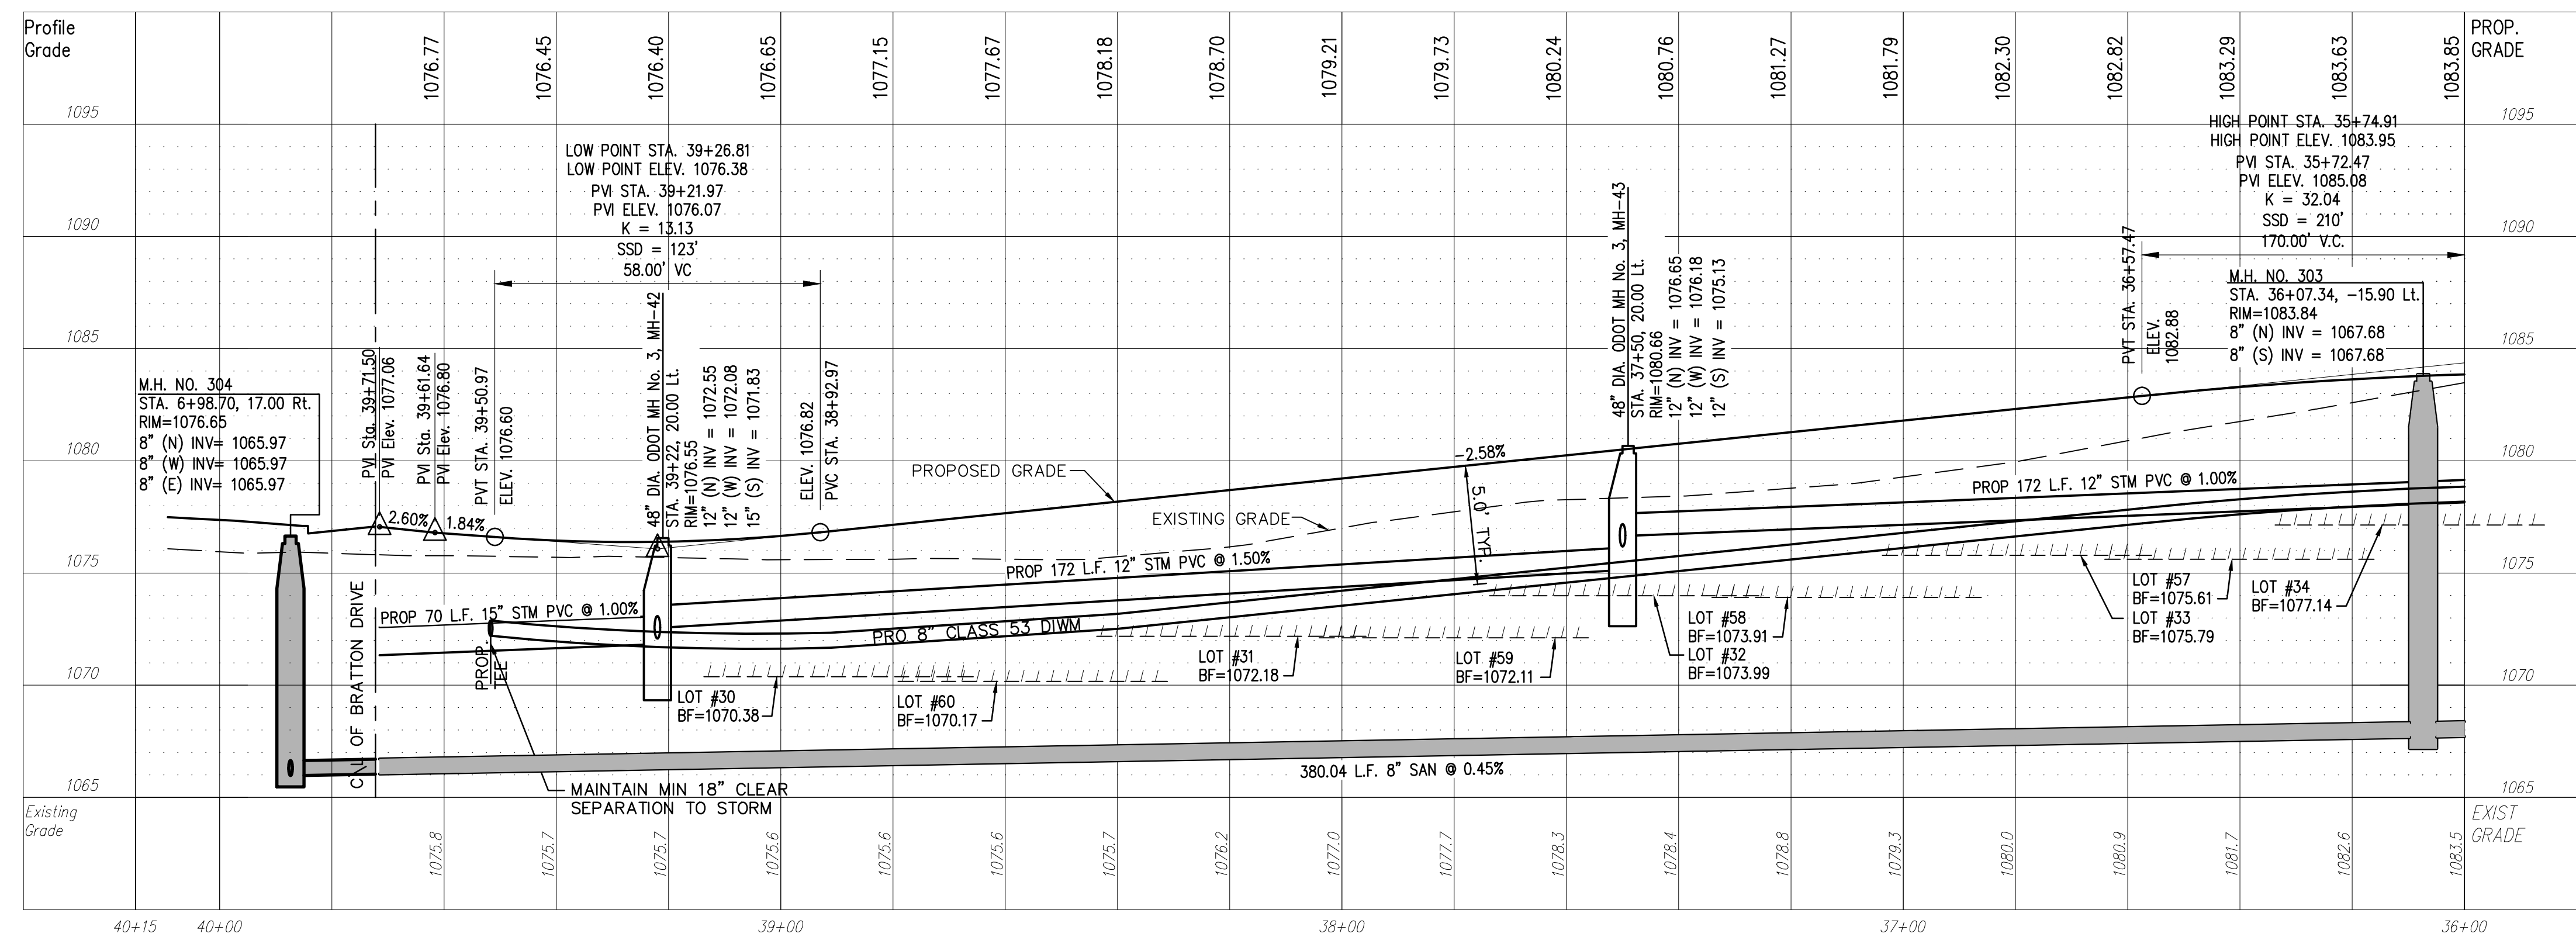 Profile
Grade
1076.77
1076.45
1076.40
1076.65
1077.15
1077.67
1078.18
1078.70
1079.21
1079.73
1080.24
1080.76
1081.27
1081.79
1082.30
1082.82
1083.29
1083.63
1083.85
PROP.
GRADE
1095
1095
1090
1090
1085
1085
1080
1080
1075
1075
1070
1070
1065
1065
LOW POINT STA. 39+26.81
LOW POINT ELEV. 1076.38
PVI STA. 39+21.97
PVI ELEV. 1076.07
K = 13.13
SSD = 123'
58.00' VC
HIGH POINT STA. 35+74.91
HIGH POINT ELEV. 1083.95
PVI STA. 35+72.47
PVI ELEV. 1085.08
K = 32.04
SSD = 210'
170.00' V.C.
M.H. NO. 304
STA. 6+98.70, 17.00 Rt.
RIM=1076.65
8" (N) INV= 1065.97
8" (W) INV= 1065.97
8" (E) INV= 1065.97
PVI Sta. 39+71.50
PVI Elev. 1077.06
PVI Sta. 39+61.64
PVI Elev. 1076.80
PVT STA. 39+50.97
ELEV. 1076.60
48" DIA. ODOT MH No. 3, MH-42
STA. 39+22, 20.00 Lt.
RIM=1076.55
12" (N) INV = 1072.55
12" (W) INV = 1072.08
15" (S) INV = 1071.83
ELEV. 1076.82
PVC STA. 38+92.97
48" DIA. ODOT MH No. 3, MH-43
STA. 37+50, 20.00 Lt.
RIM=1080.66
12" (N) INV = 1076.65
12" (W) INV = 1076.18
12" (S) INV = 1075.13
PVT STA. 36+57.47
ELEV.
1082.88
M.H. NO. 303
STA. 36+07.34, -15.90 Lt.
RIM=1083.84
8" (N) INV = 1067.68
8" (S) INV = 1067.68
2.60%
1.84%
-2.58%
PROPOSED GRADE
EXISTING GRADE
5.0' TYP.
PROP 172 L.F. 12" STM PVC @ 1.00%
PROP 172 L.F. 12" STM PVC @ 1.50%
PROP 70 L.F. 15" STM PVC @ 1.00%
PRO 8" CLASS 53 DIWM
PROP.
TEE
C\L OF BRATTON DRIVE
LOT #30
BF=1070.38
LOT #60
BF=1070.17
LOT #31
BF=1072.18
LOT #59
BF=1072.11
LOT #58
BF=1073.91
LOT #32
BF=1073.99
LOT #57
BF=1075.61
LOT #33
BF=1075.79
LOT #34
BF=1077.14
380.04 L.F. 8" SAN @ 0.45%
MAINTAIN MIN 18" CLEAR
SEPARATION TO STORM
Existing
Grade
1075.8
1075.7
1075.7
1075.6
1075.6
1075.6
1075.7
1076.2
1077.0
1077.7
1078.3
1078.4
1078.8
1079.3
1080.0
1080.9
1081.7
1082.6
1083.5
EXIST
GRADE
40+15
40+00
39+00
38+00
37+00
36+00